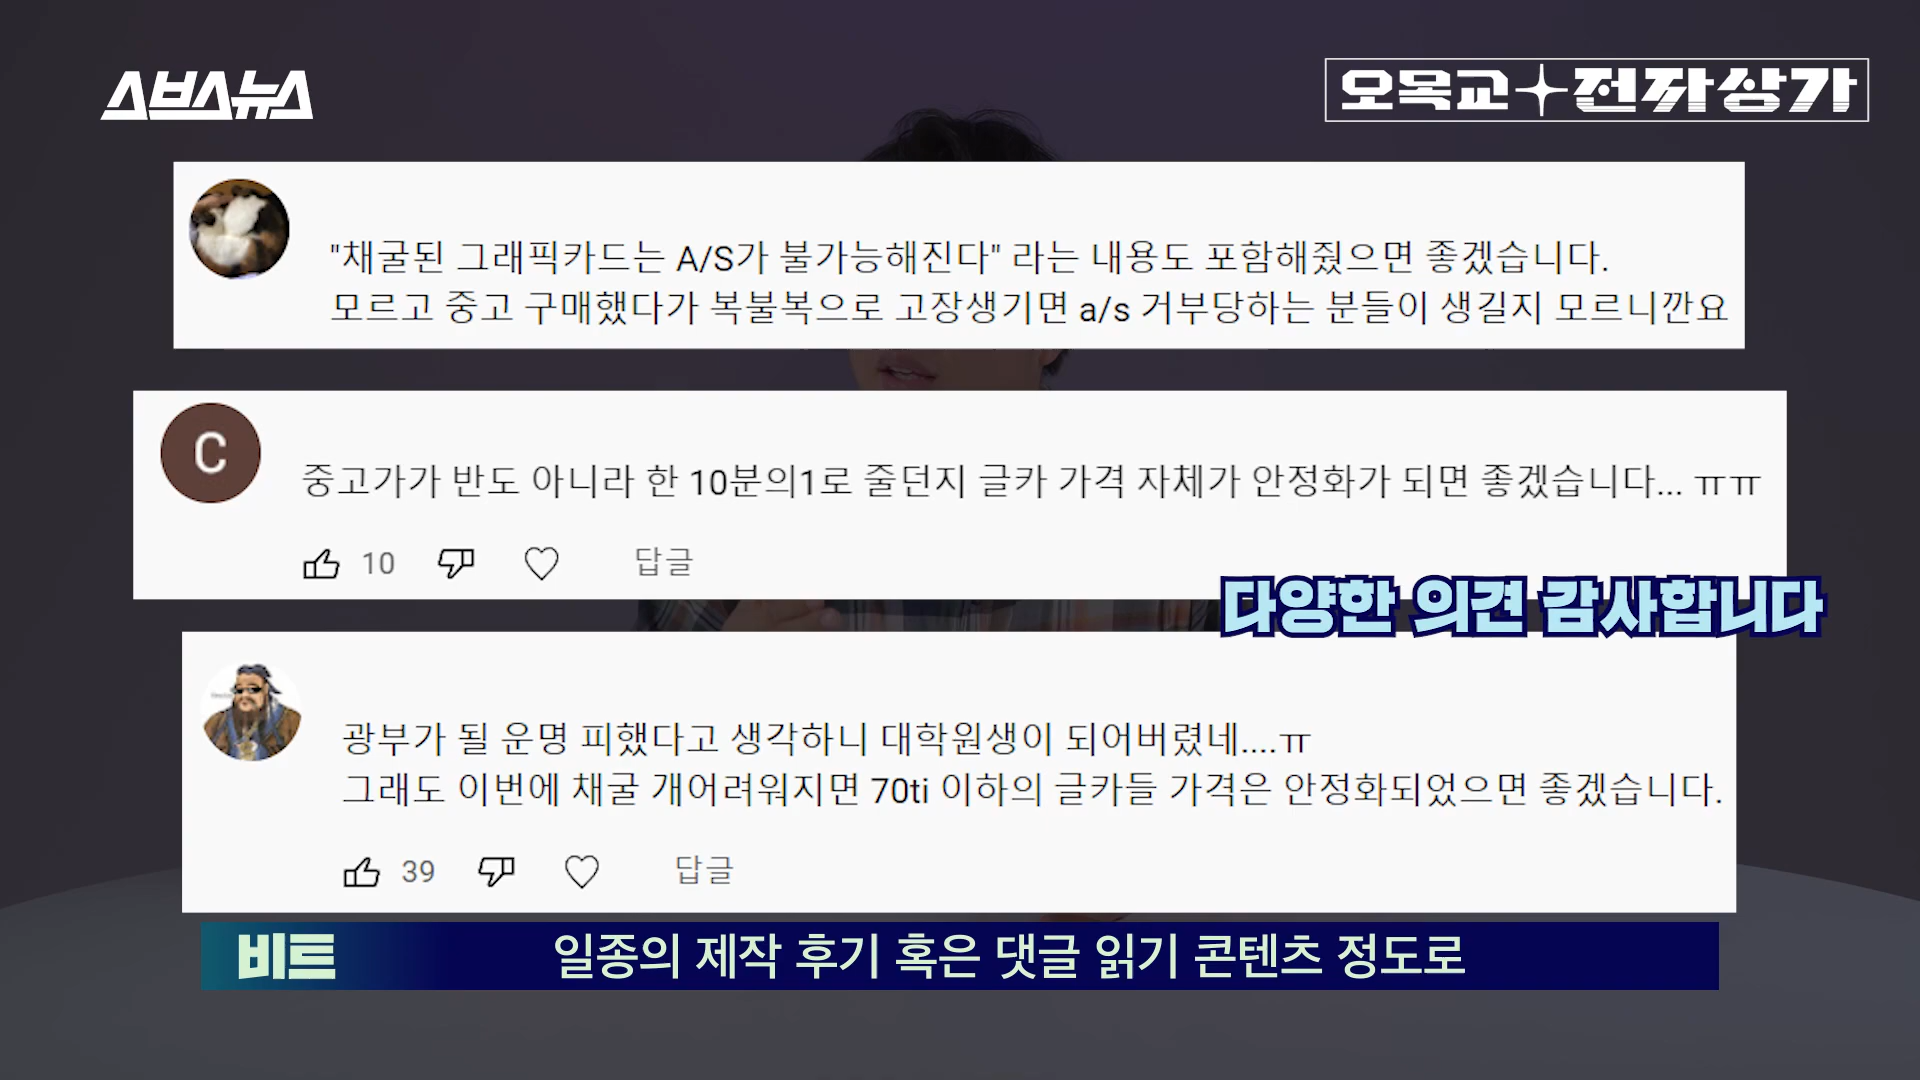 스브스뉴스
오목교 전자상가
"채굴된 그래픽카드는 A/S가 불가능해진다" 라는 내용도 포함해줬으면 좋겠습니다.
모르고 중고 구매했다가 복불복으로 고장생기면 a/s 거부당하는 분들이 생길지 모르니깐요
C
중고가가 반도 아니라 한 10분의1로 줄던지 글카 가격 자체가 안정화가 되면 좋겠습니다... ㅠㅠ
10 답글
다양한 의견 감사합니다
광부가 될 운명 피했다고 생각하니 대학원생이 되어버렸네....ㅠ
그래도 이번에 채굴 개어려워지면 70ti 이하의 글카들 가격은 안정화되었으면 좋겠습니다.
39 답글
비트 일종의 제작 후기 혹은 댓글 읽기 콘텐츠 정도로